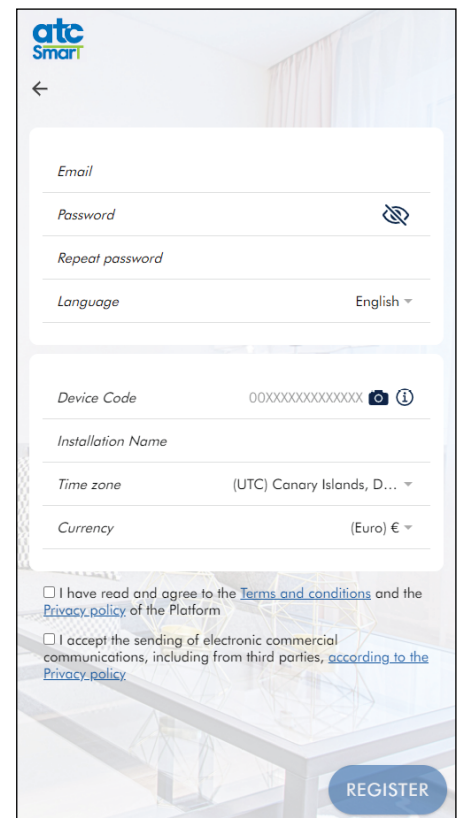 atc
Smart
Email
Password
Repeat password
Language English
Device Code 00XXXXXXXXXXXXXX
Installation Name
Time zone (UTC) Canary Islands, D...
Currency (Euro) €
I have read and agree to the Terms and conditions and the
Privacy policy of the Platform
I accept the sending of electronic commercial
communications, including from third parties, according to the
Privacy policy
REGISTER